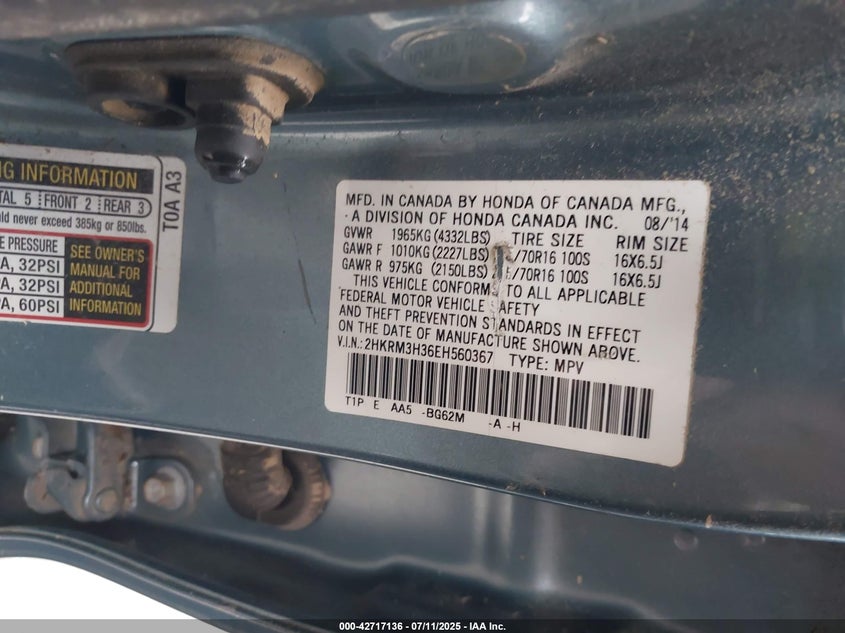 NG INFORMATION
TAL 5 FRONT 2 REAR 3
uld never exceed 385kg or 850lbs.
E PRESSURE
A, 32PSI
A, 32PSI
PA, 60PSI
SEE OWNER'S
MANUAL FOR
ADDITIONAL
INFORMATION
TOA A3
MFD. IN CANADA BY HONDA OF CANADA MFG.,
A DIVISION OF HONDA CANADA INC. 08/'14
GVWR 1965KG (4332LBS) TIRE SIZE RIM SIZE
GAWR F 1010KG (2227LBS) /70R16 100S 16X6.5J
GAWR R 975KG (2150LBS) /70R16 100S 16X6.5J
THIS VEHICLE CONFORMS TO ALL APPLICABLE
FEDERAL MOTOR VEHICLE SAFETY
AND THEFT PREVENTION STANDARDS IN EFFECT
ON THE DATE OF MANUFACTURE SHOWN ABOVE.
V.I.N.: 2HKRM3H36EH560367 TYPE: MPV
T1P E AA5 -BG62M -A -H
000-42717136 - 07/11/2025 - IAA Inc.